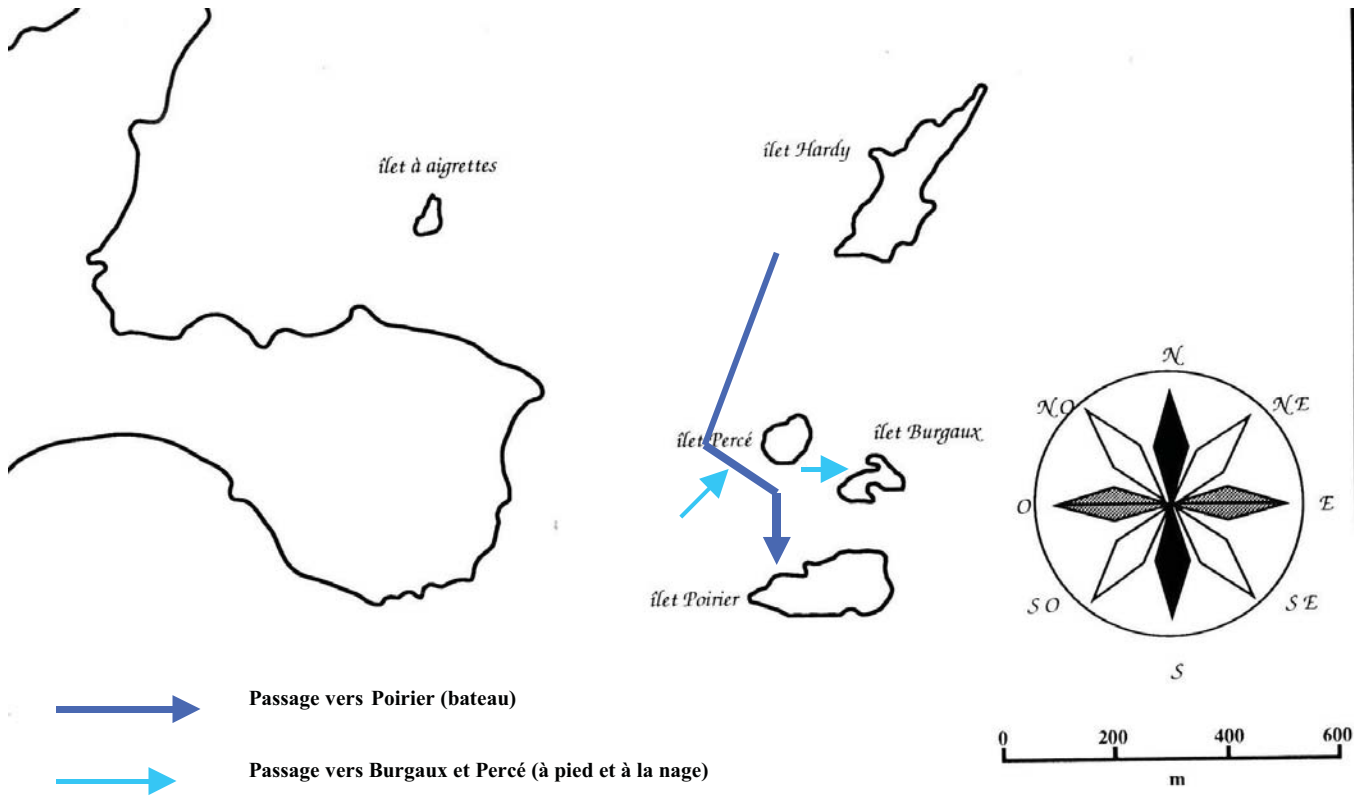 îlet à aigrettes
îlet Hardy
îlet Percé
îlet Burgaux
îlet Poirier
N
NO
NE
O
E
SO
SE
S
Passage vers Poirier (bateau)
Passage vers Burgaux et Percé (à pied et à la nage)
0 200 400 600
m